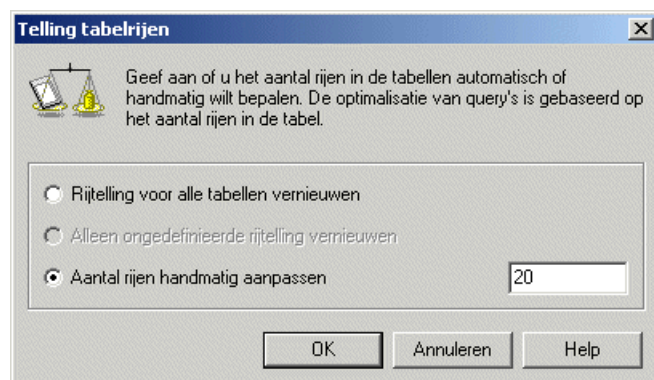 Telling tabelrijen
Geef aan of u het aantal rijen in de tabellen automatisch of
handmatig wilt bepalen. De optimalisatie van query's is gebaseerd op
het aantal rijen in de tabel.
Rijtelling voor alle tabellen vernieuwen
Alleen ongedefinieerde rijtelling vernieuwen
Aantal rijen handmatig aanpassen 20
OK Annuleren Help